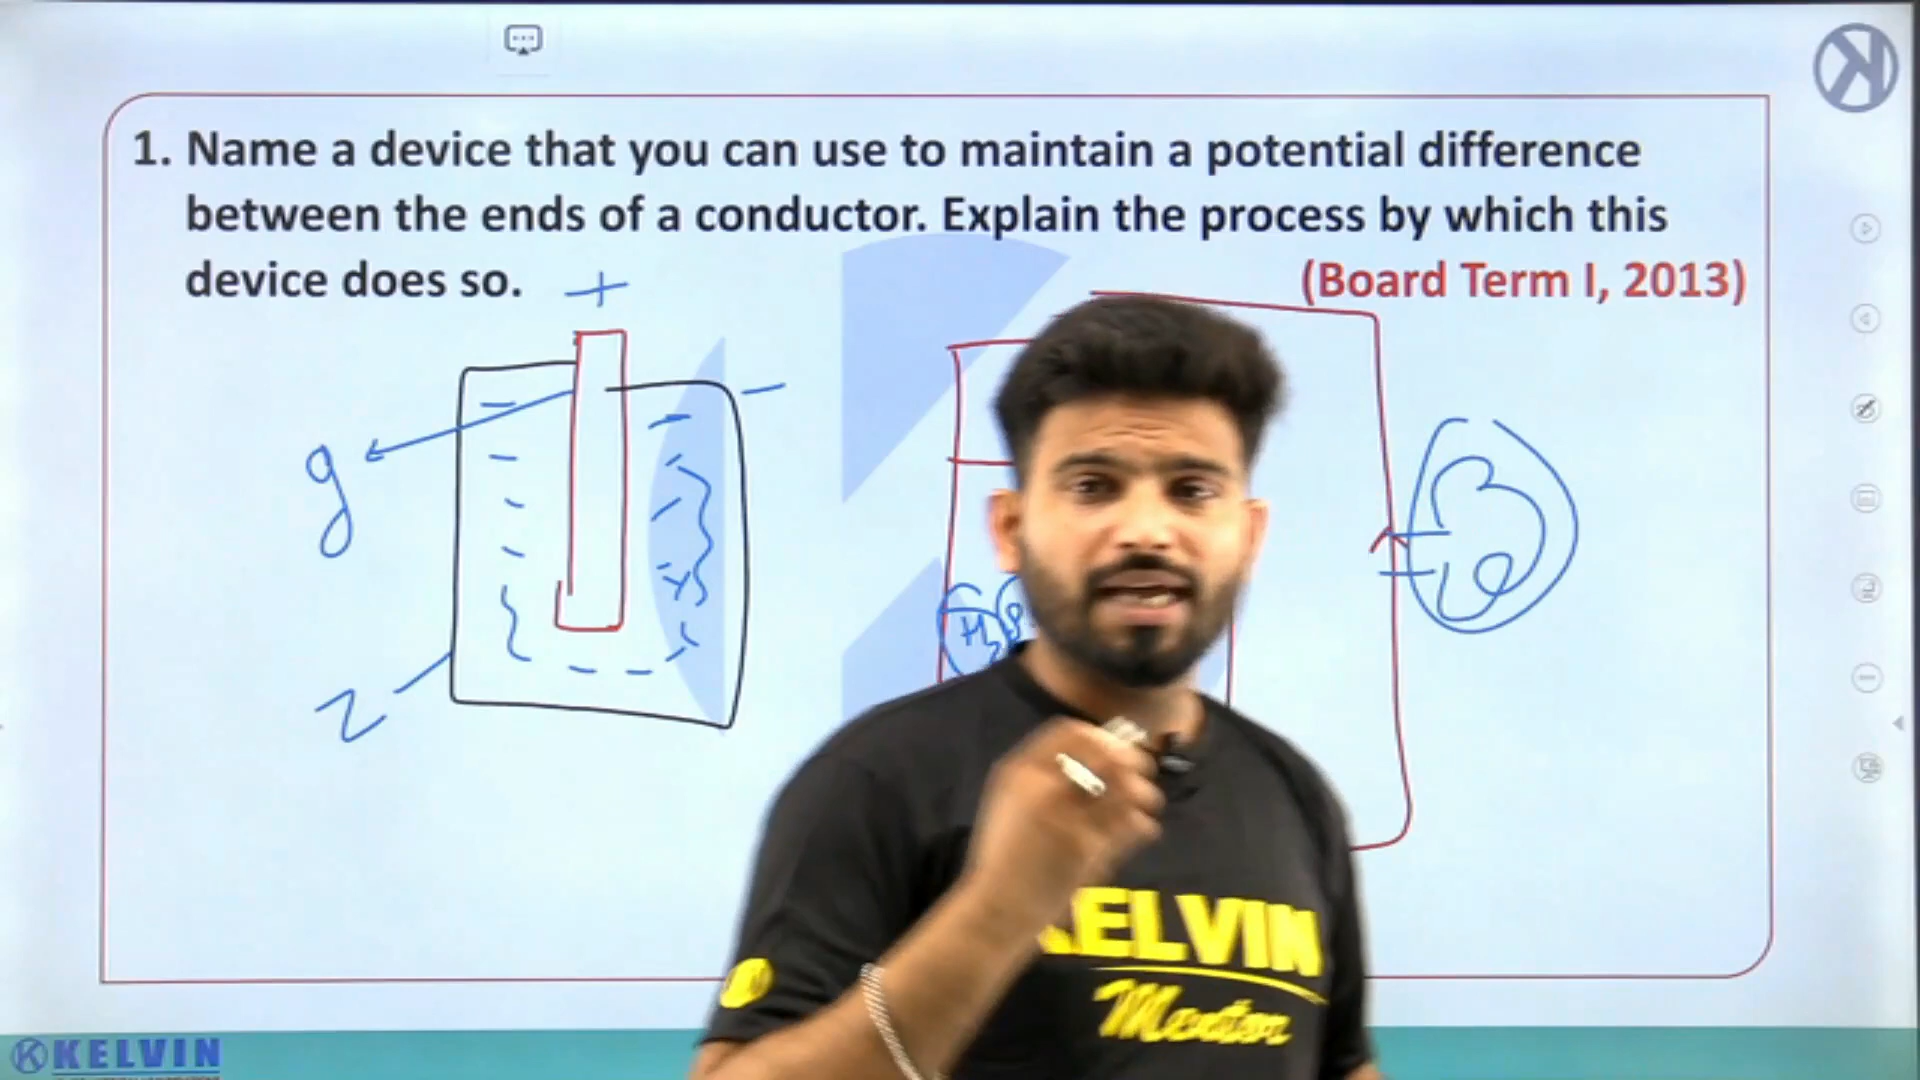 1. Name a device that you can use to maintain a potential difference
between the ends of a conductor. Explain the process by which this
device does so.
(Board Term I, 2013)
+
g
Z
KELVIN
Mentor
KELVIN